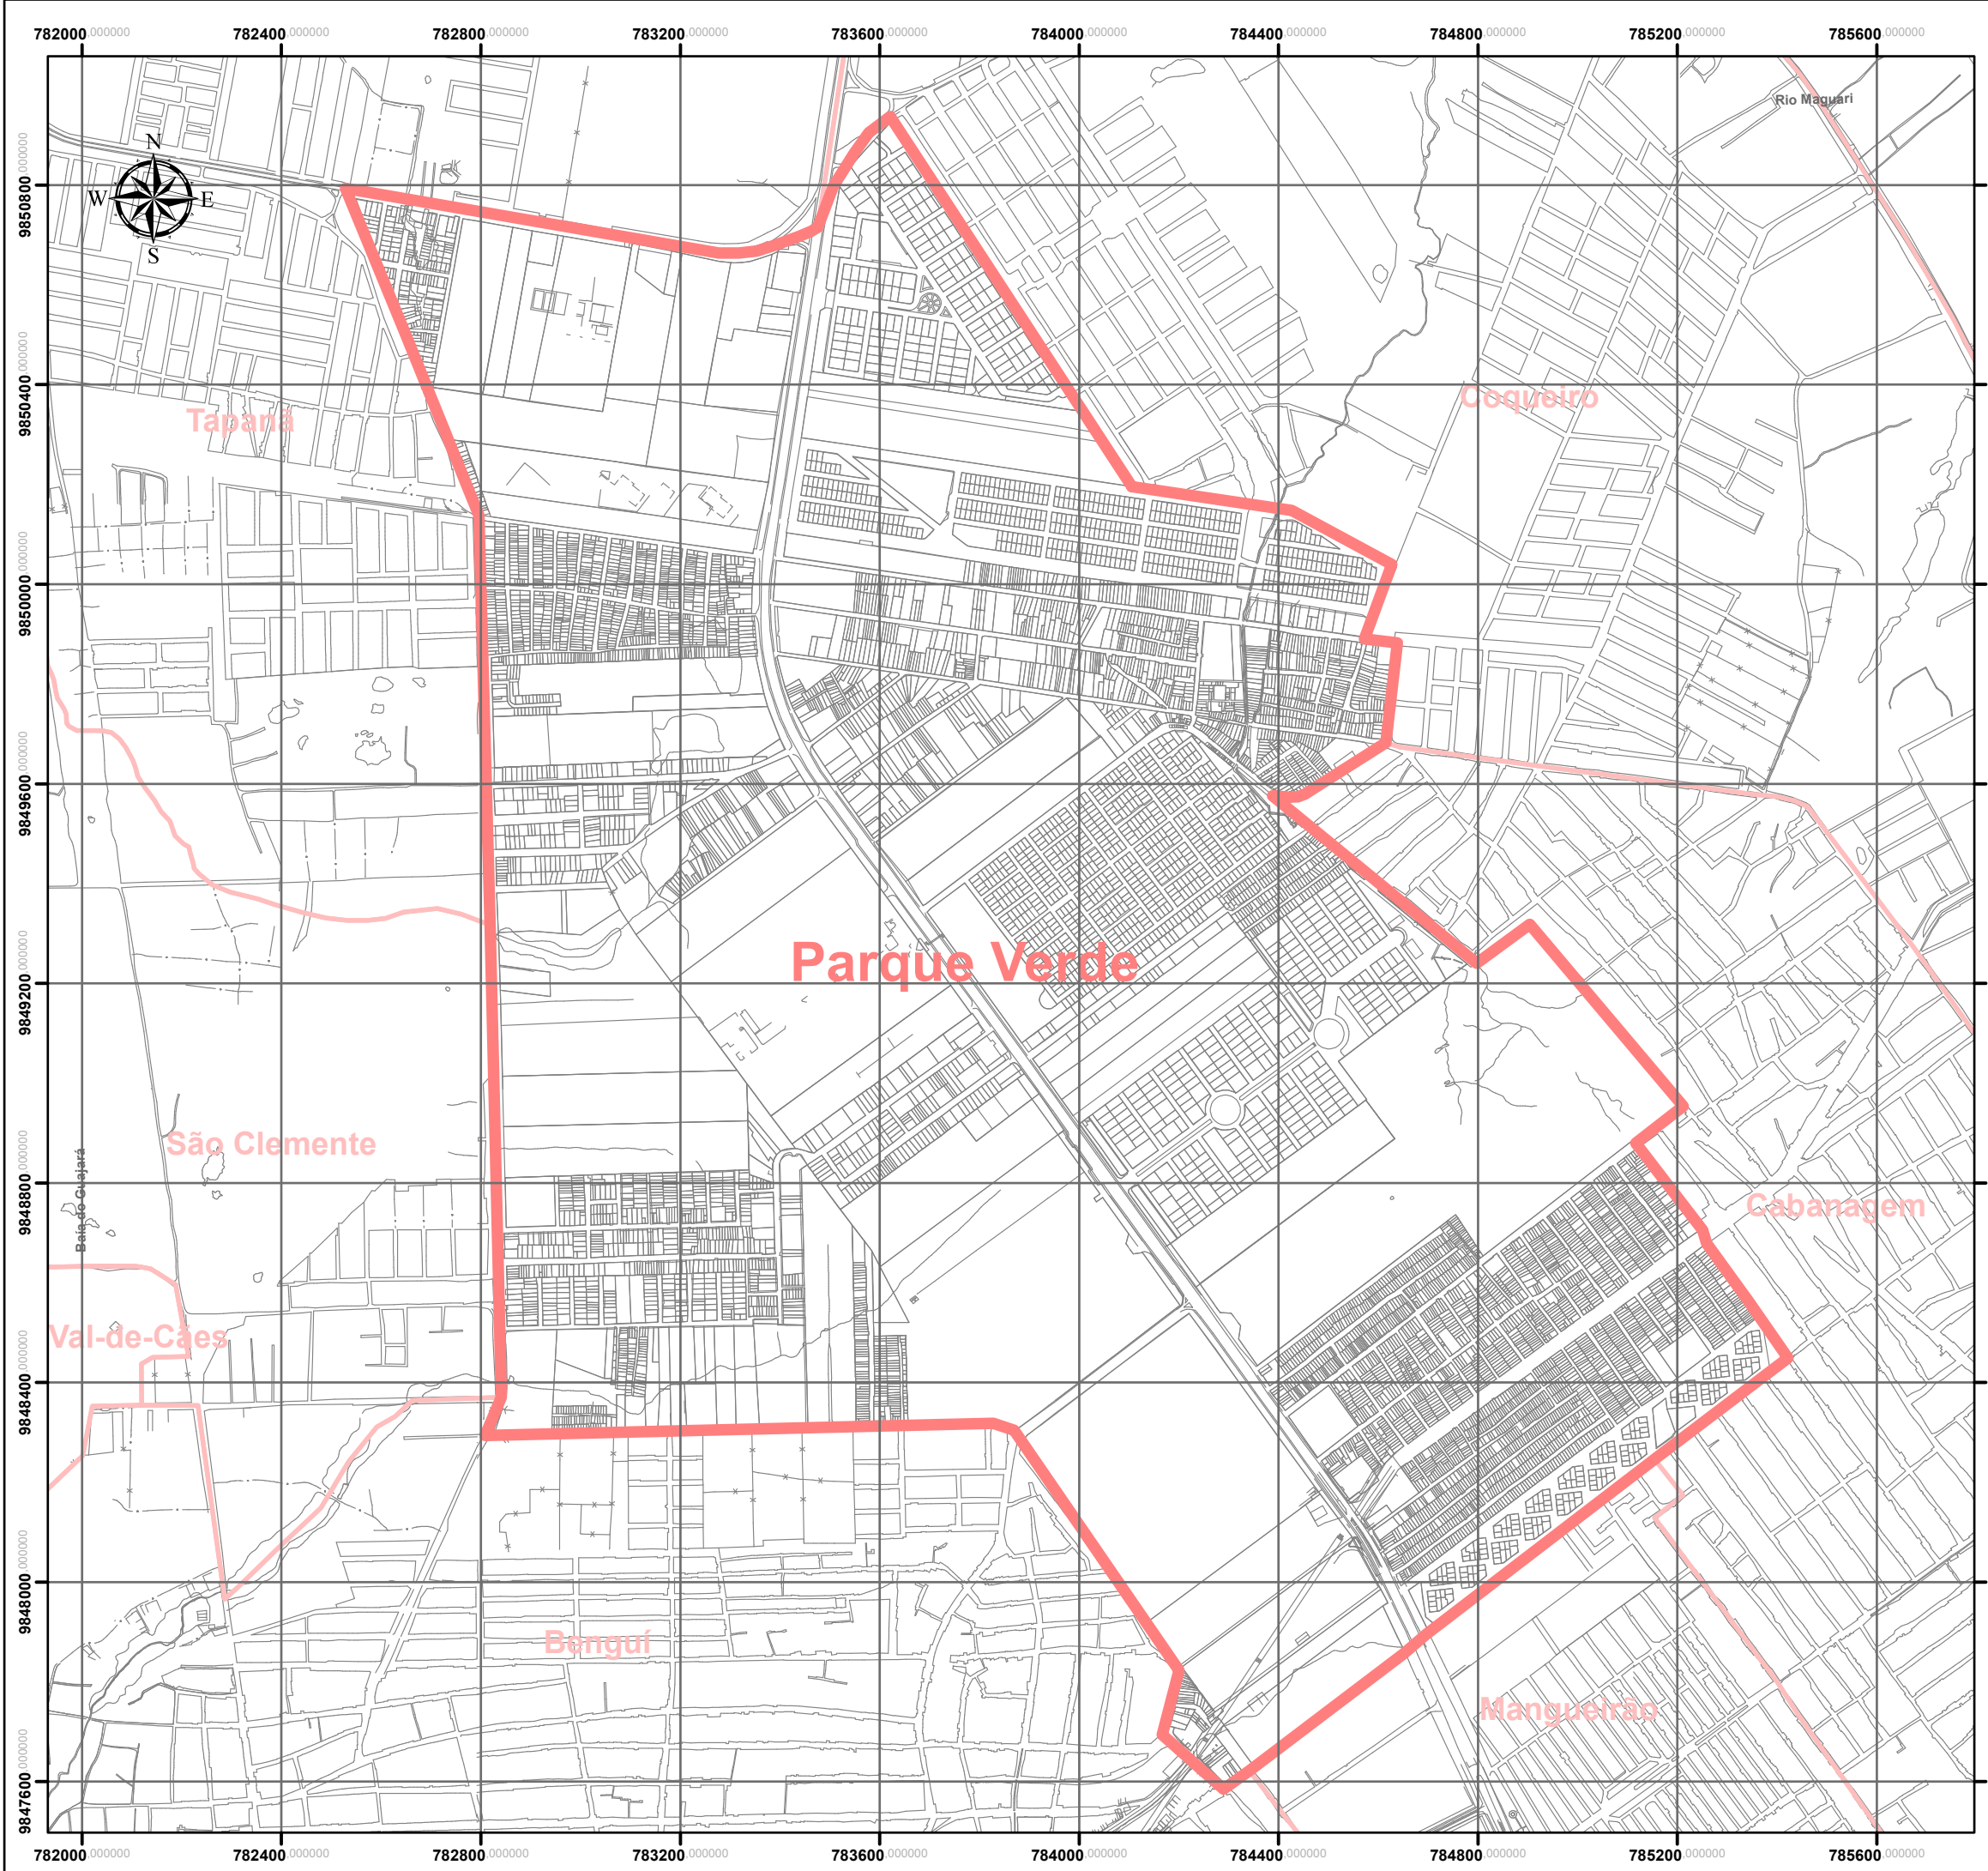 782000.000000 782400.000000 782800.000000 783200.000000 783600.000000 784000.000000 784400.000000 784800.000000 785200.000000 785600.000000
Rio Maguari
N
W E
S
9850800.000000
9850400.000000
Tapanã
Coqueiro
9850000.000000
9849600.000000
Parque Verde
9849200.000000
São Clemente
Baía do Guajará
9848800.000000
Cabanagem
Val-de-Cães
9848400.000000
9848000.000000
Benguí
Mangueirão
9847600.000000
782000.000000 782400.000000 782800.000000 783200.000000 783600.000000 784000.000000 784400.000000 784800.000000 785200.000000 785600.000000